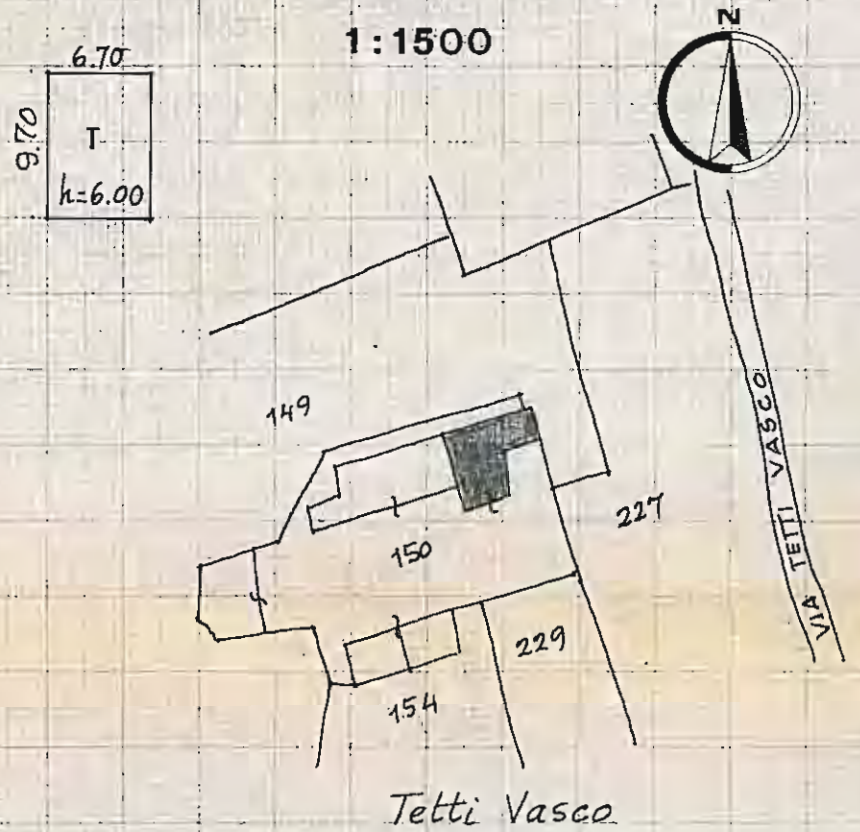 1:1500
N
6.70
9.70
T
h=6.00
149
150
227
229
154
VIA TETTI VASCO
Tetti Vasco